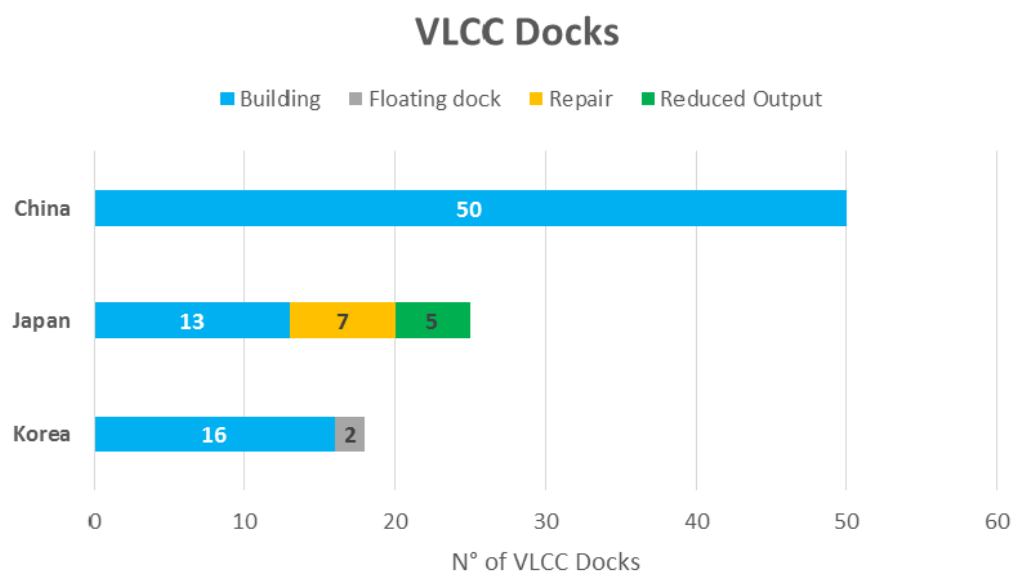 VLCC Docks
Building Floating dock Repair Reduced Output
China 50
Japan 13 7 5
Korea 16 2
0 10 20 30 40 50 60
N° of VLCC Docks